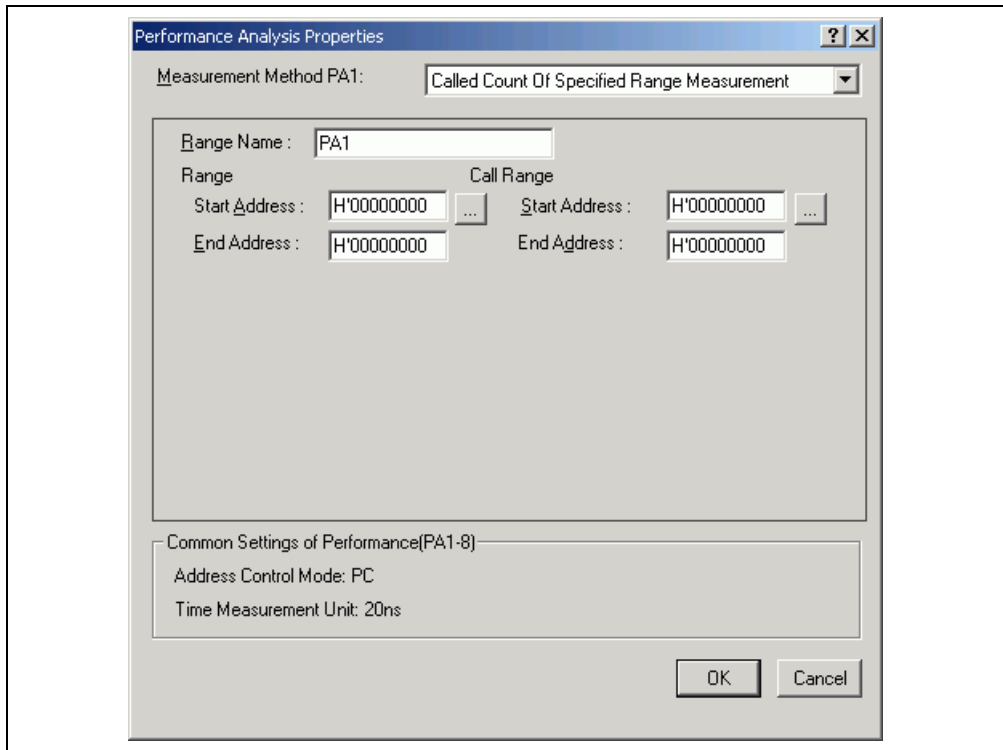 Performance Analysis Properties
Measurement Method PA1: Called Count Of Specified Range Measurement
Range Name : PA1
Range Call Range
Start Address : H'00000000 ... Start Address : H'00000000 ...
End Address : H'00000000 End Address : H'00000000
Common Settings of Performance(PA1-8)
Address Control Mode: PC
Time Measurement Unit: 20ns
OK Cancel